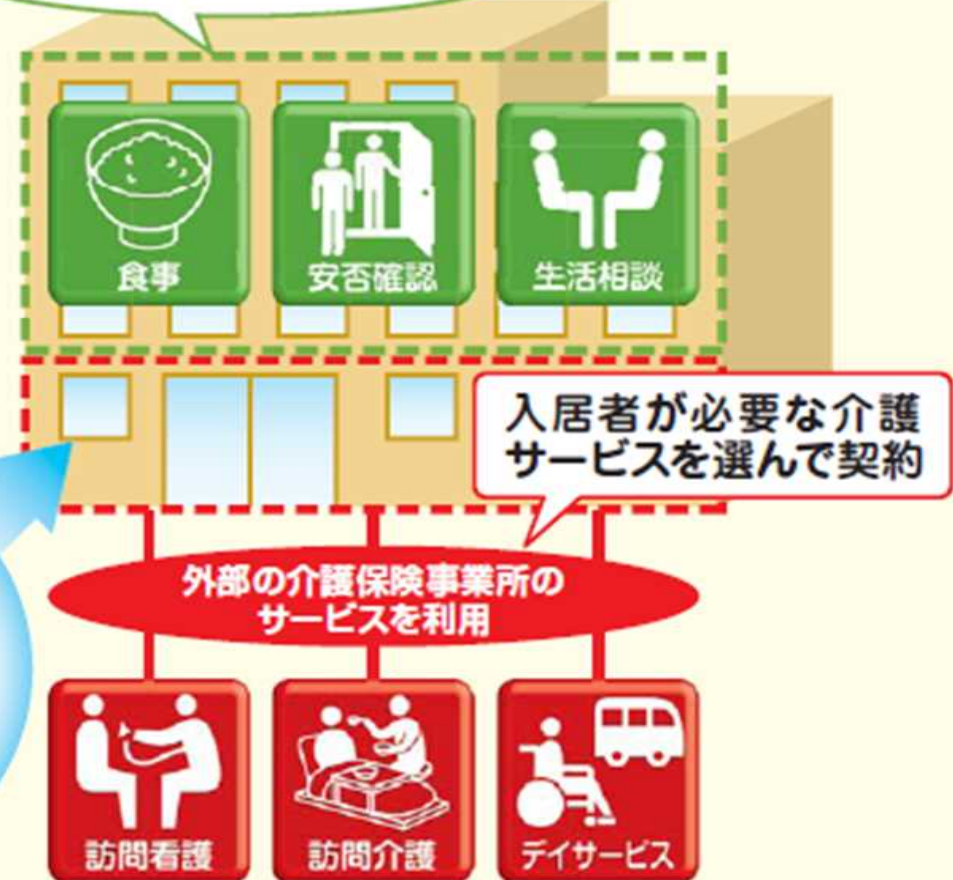 食事
安否確認
生活相談
入居者が必要な介護
サービスを選んで契約
外部の介護保険事業所の
サービスを利用
訪問看護
訪問介護
デイサービス